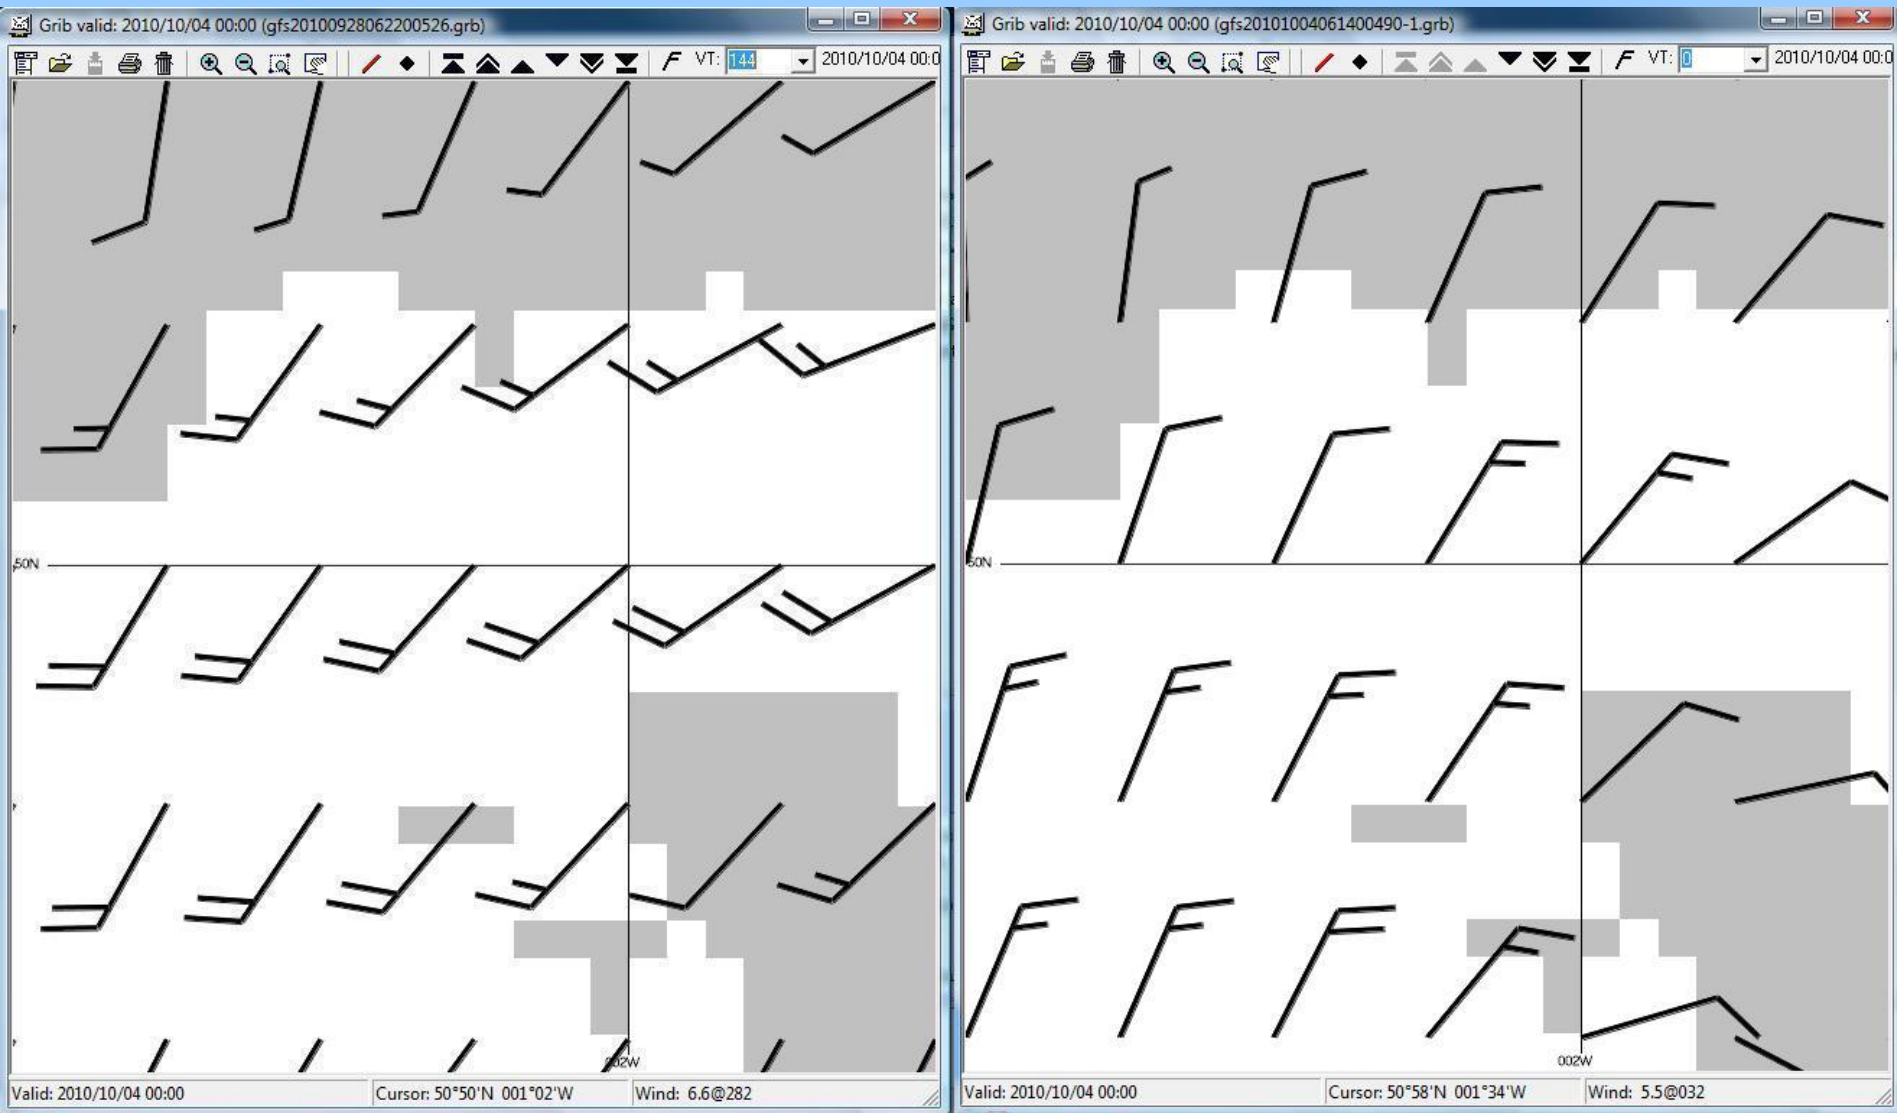 Grib valid: 2010/10/04 00:00 (gfs20100928062200526.grb)
VT: 144 2010/10/04 00:0
50N
002W
Valid: 2010/10/04 00:00 Cursor: 50°50'N 001°02'W Wind: 6.6@282
Grib valid: 2010/10/04 00:00 (gfs20101004061400490-1.grb)
VT: 0 2010/10/04 00:0
50N
002W
Valid: 2010/10/04 00:00 Cursor: 50°58'N 001°34'W Wind: 5.5@032